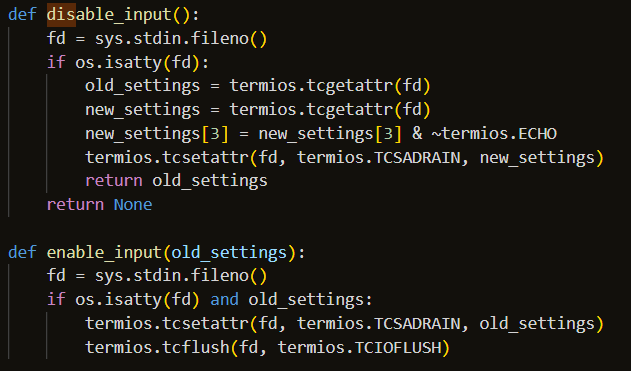 def disable_input():
    fd = sys.stdin.fileno()
    if os.isatty(fd):
        old_settings = termios.tcgetattr(fd)
        new_settings = termios.tcgetattr(fd)
        new_settings[3] = new_settings[3] & ~termios.ECHO
        termios.tcsetattr(fd, termios.TCSADRAIN, new_settings)
        return old_settings
    return None

def enable_input(old_settings):
    fd = sys.stdin.fileno()
    if os.isatty(fd) and old_settings:
        termios.tcsetattr(fd, termios.TCSADRAIN, old_settings)
        termios.tcflush(fd, termios.TCIOFLUSH)